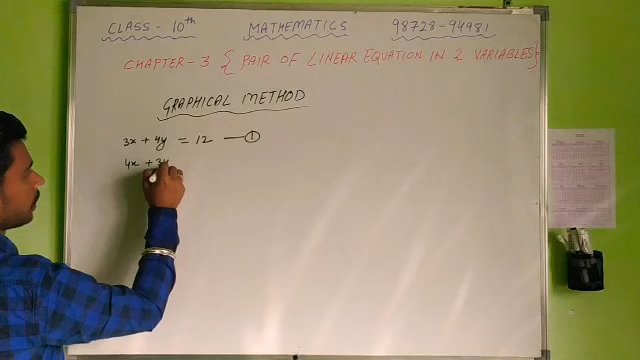 CLASS - 10th MATHEMATICS 98728-94981
CHAPTER-3 { PAIR OF LINEAR EQUATION IN 2 VARIABLES}
GRAPHICAL METHOD
3x + 4y = 12 — ①
4x + 3y